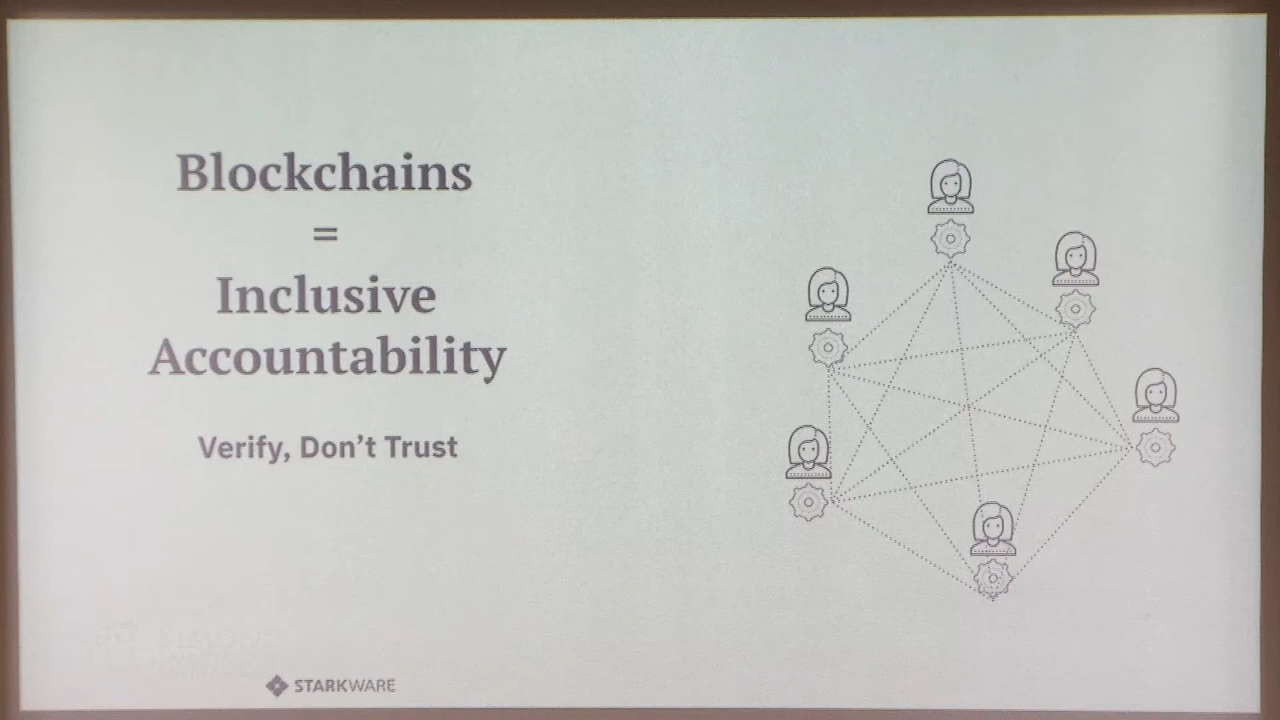 Blockchains
=
Inclusive
Accountability
Verify, Don't Trust
STARKWARE